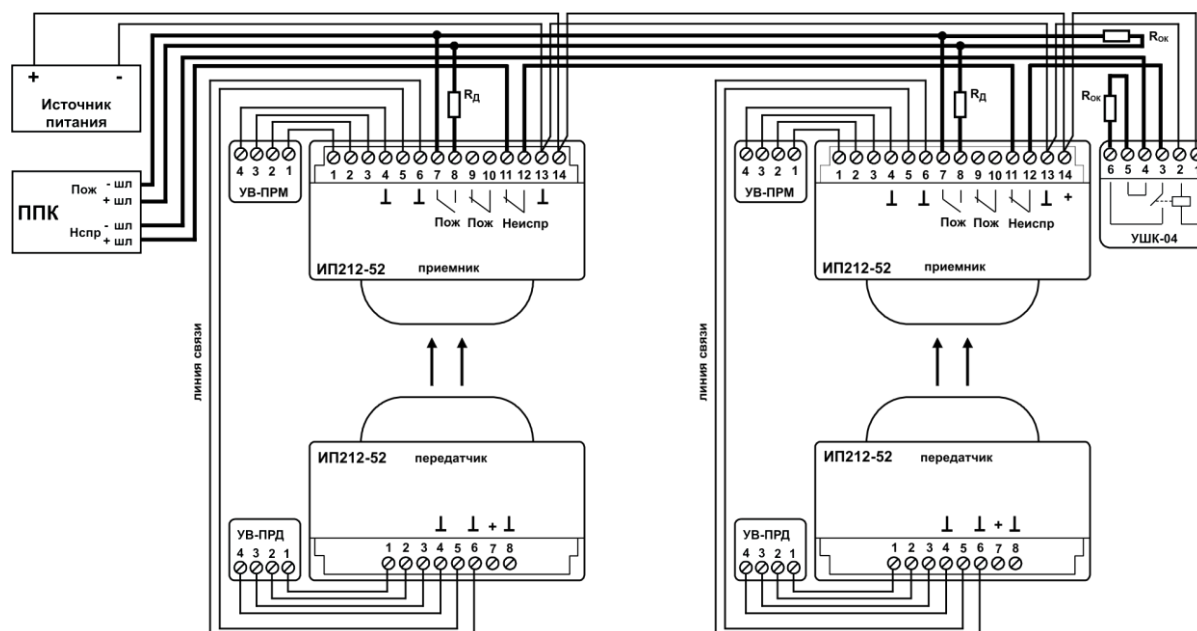 + -
Источник
питания
ППК
Пож - шл
+ шл
Нспр - шл
+ шл
Rок
Rд
Rд
Rок
4 3 2 1
УВ-ПРМ
1 2 3 4 5 6 7 8 9 10 11 12 13 14
⊥ ⊥ ⊥
Пож Пож Неиспр
ИП212-52 приемник
4 3 2 1
УВ-ПРМ
1 2 3 4 5 6 7 8 9 10 11 12 13 14
⊥ ⊥ ⊥ +
Пож Пож Неиспр
ИП212-52 приемник
6 5 4 3 2 1
УШК-04
линия связи
линия связи
ИП212-52 передатчик
⊥ ⊥ + ⊥
1 2 3 4 5 6 7 8
УВ-ПРД
4 3 2 1
ИП212-52 передатчик
⊥ ⊥ + ⊥
1 2 3 4 5 6 7 8
УВ-ПРД
4 3 2 1